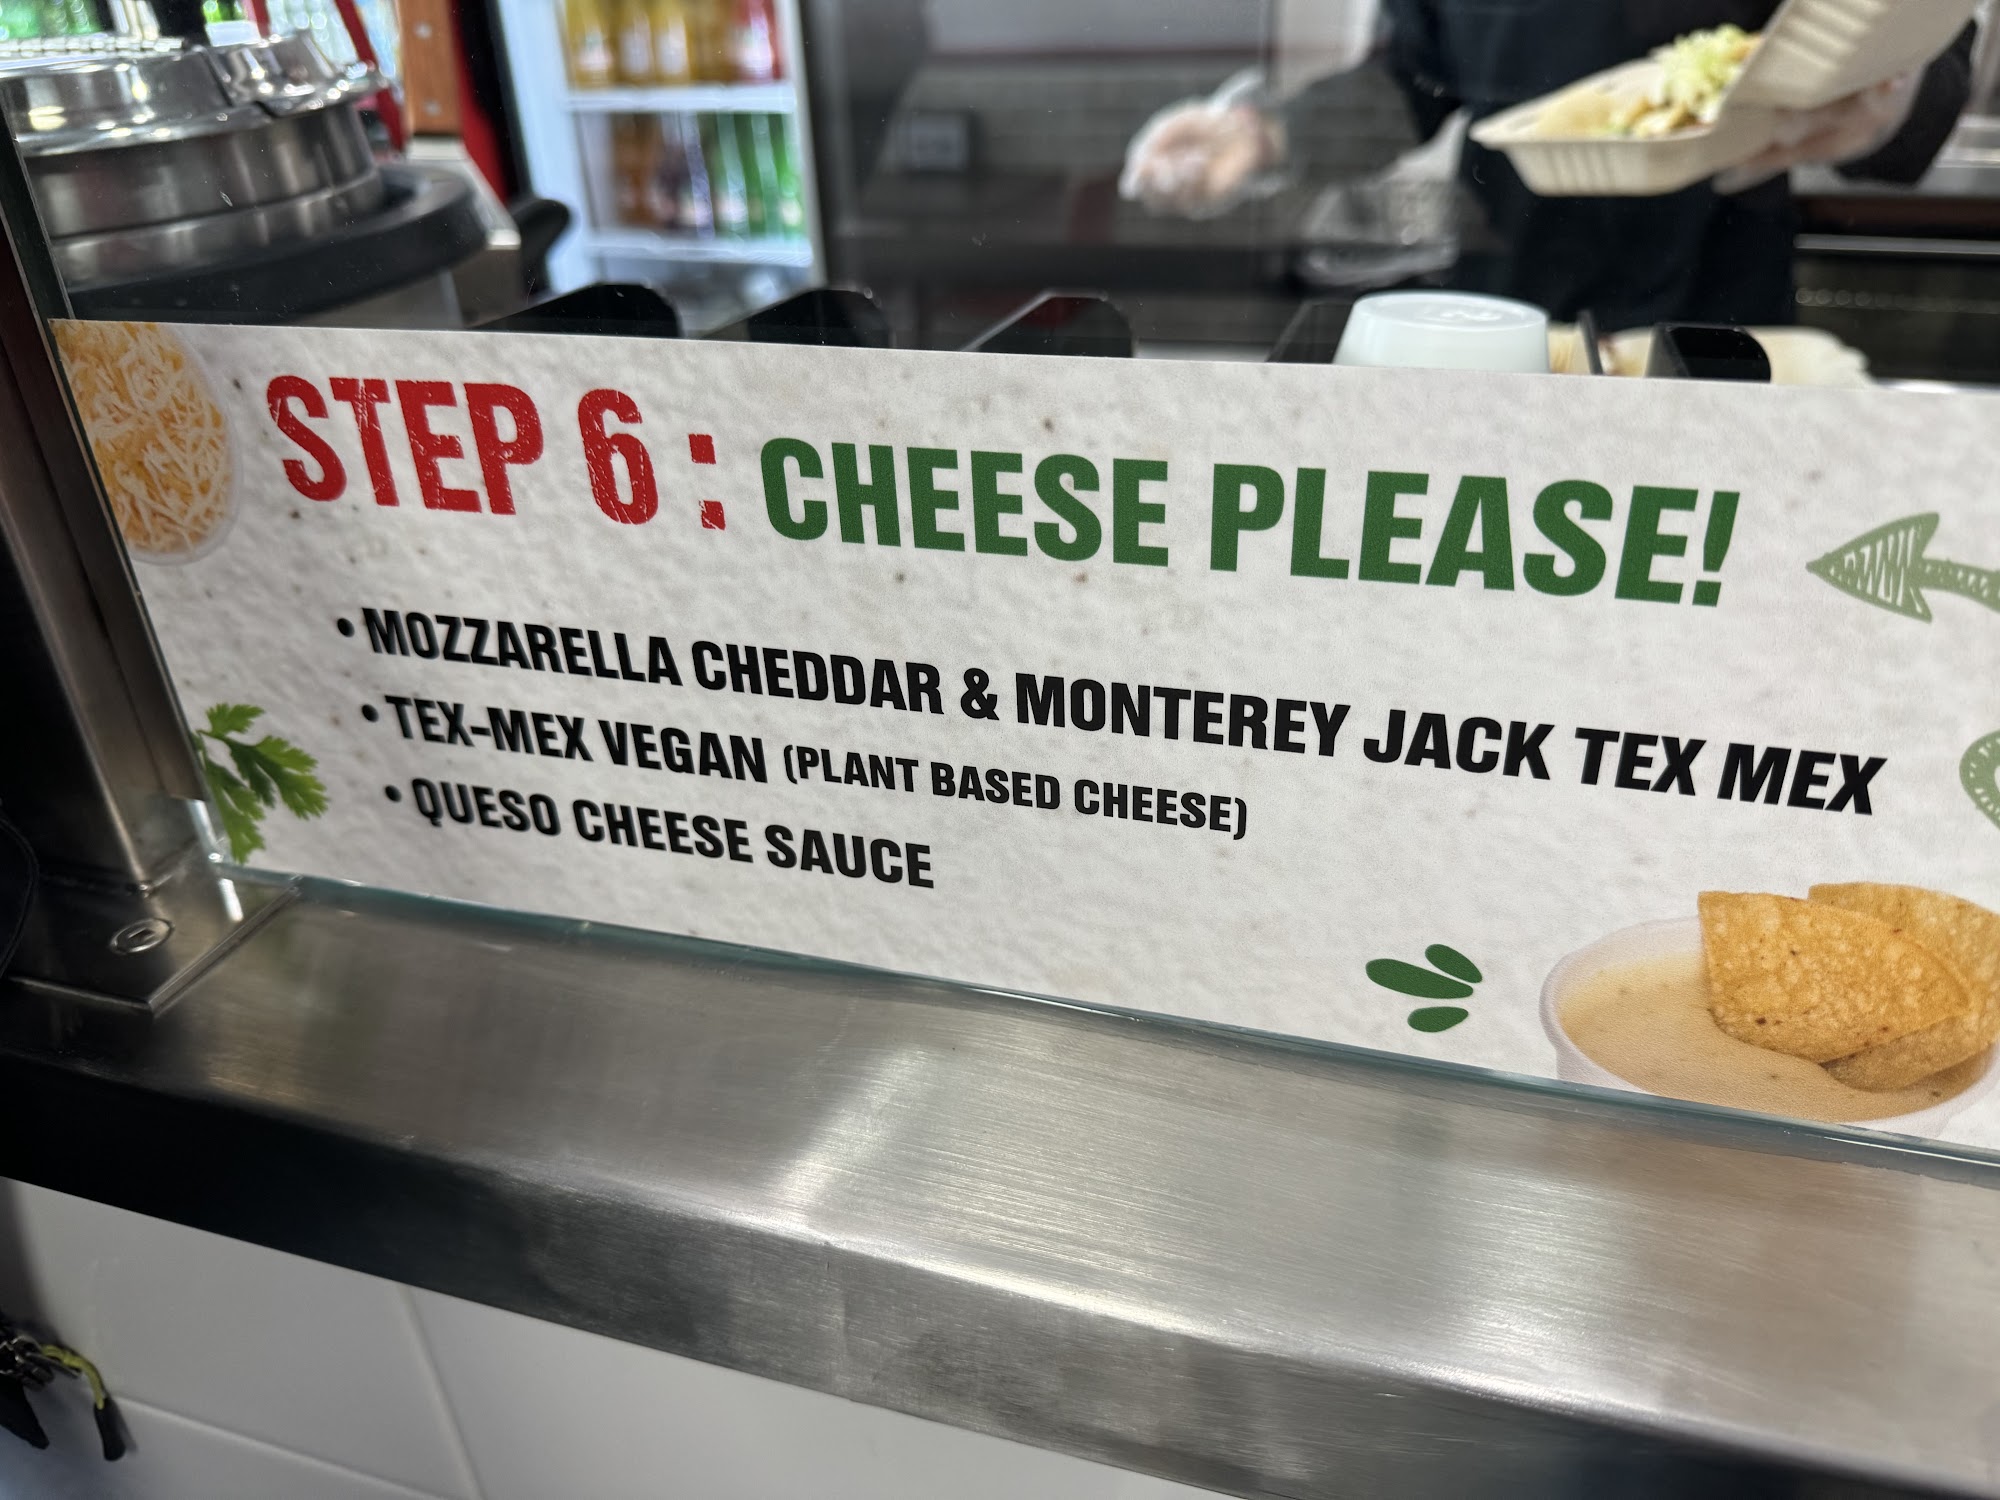 STEP 6 : CHEESE PLEASE!
• MOZZARELLA CHEDDAR & MONTEREY JACK TEX MEX
• TEX-MEX VEGAN (PLANT BASED CHEESE)
• QUESO CHEESE SAUCE